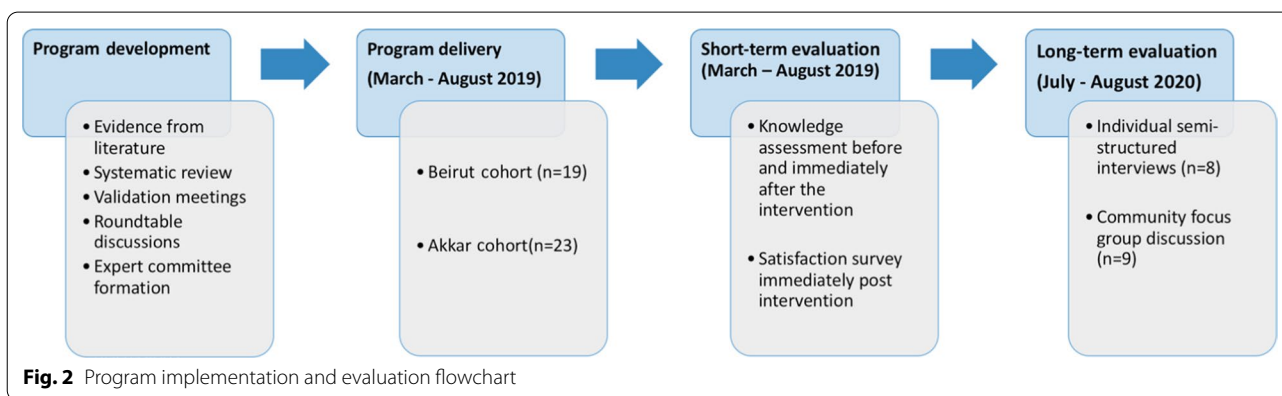 Program development
• Evidence from
literature
• Systematic review
• Validation meetings
• Roundtable
discussions
• Expert committee
formation
Program delivery
(March - August 2019)
• Beirut cohort (n=19)
• Akkar cohort(n=23)
Short-term evaluation
(March – August 2019)
• Knowledge
assessment before
and immediately
after the
intervention
• Satisfaction survey
immediately post
intervention
Long-term evaluation
(July - August 2020)
• Individual semi-
structured
interviews (n=8)
• Community focus
group discussion
(n=9)
Fig. 2 Program implementation and evaluation flowchart